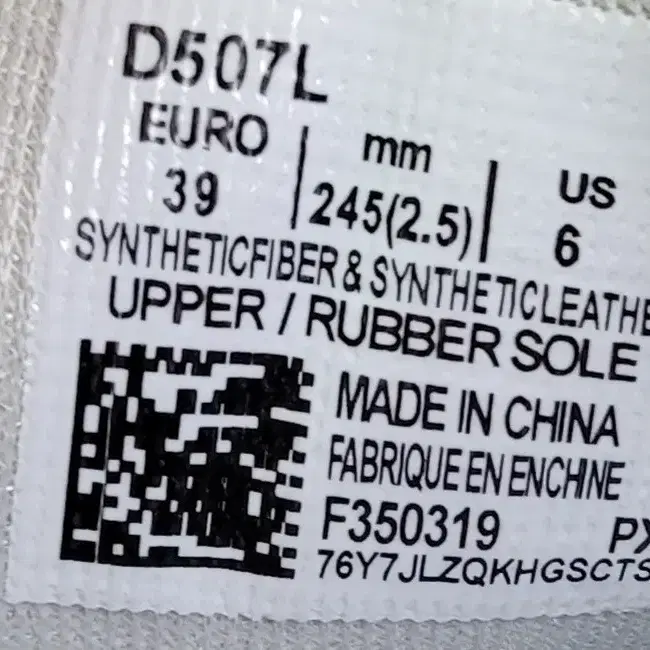 D507L
EURO mm US
39 245(2.5) 6
SYNTHETICFIBER & SYNTHETICLEATHE
UPPER / RUBBER SOLE
MADE IN CHINA
FABRIQUE EN ENCHINE
F350319
76Y7JLZQKHGSCTS